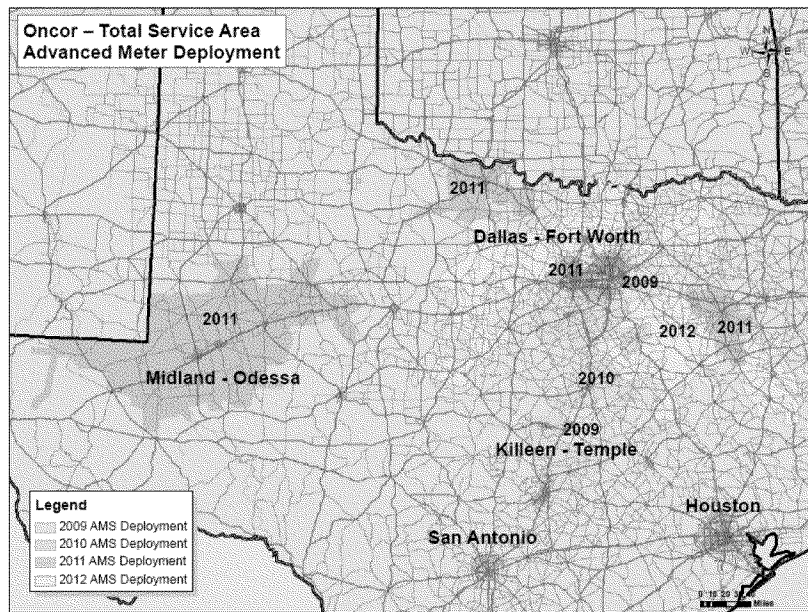 Oncor – Total Service Area
Advanced Meter Deployment
N
W E
S
2011
Dallas - Fort Worth
2011
2009
2011
2012
2011
Midland - Odessa
2010
2009
Killeen - Temple
Legend
2009 AMS Deployment
2010 AMS Deployment
2011 AMS Deployment
2012 AMS Deployment
Houston
San Antonio
Miles